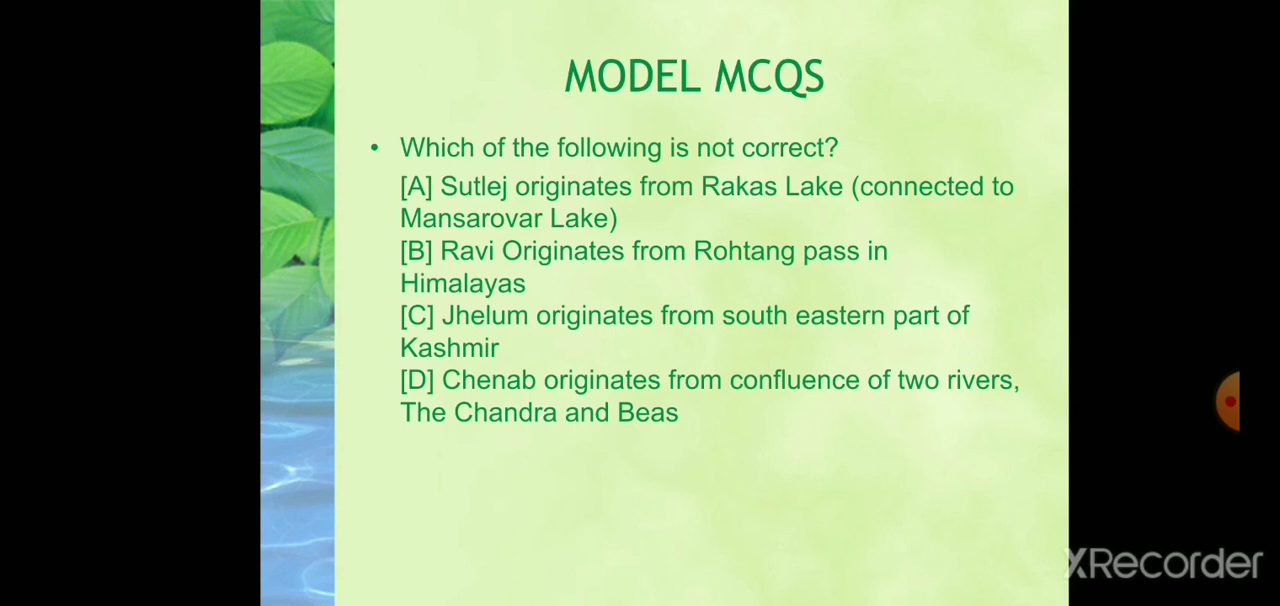 MODEL MCQS
• Which of the following is not correct?
[A] Sutlej originates from Rakas Lake (connected to
Mansarovar Lake)
[B] Ravi Originates from Rohtang pass in
Himalayas
[C] Jhelum originates from south eastern part of
Kashmir
[D] Chenab originates from confluence of two rivers,
The Chandra and Beas
XRecorder